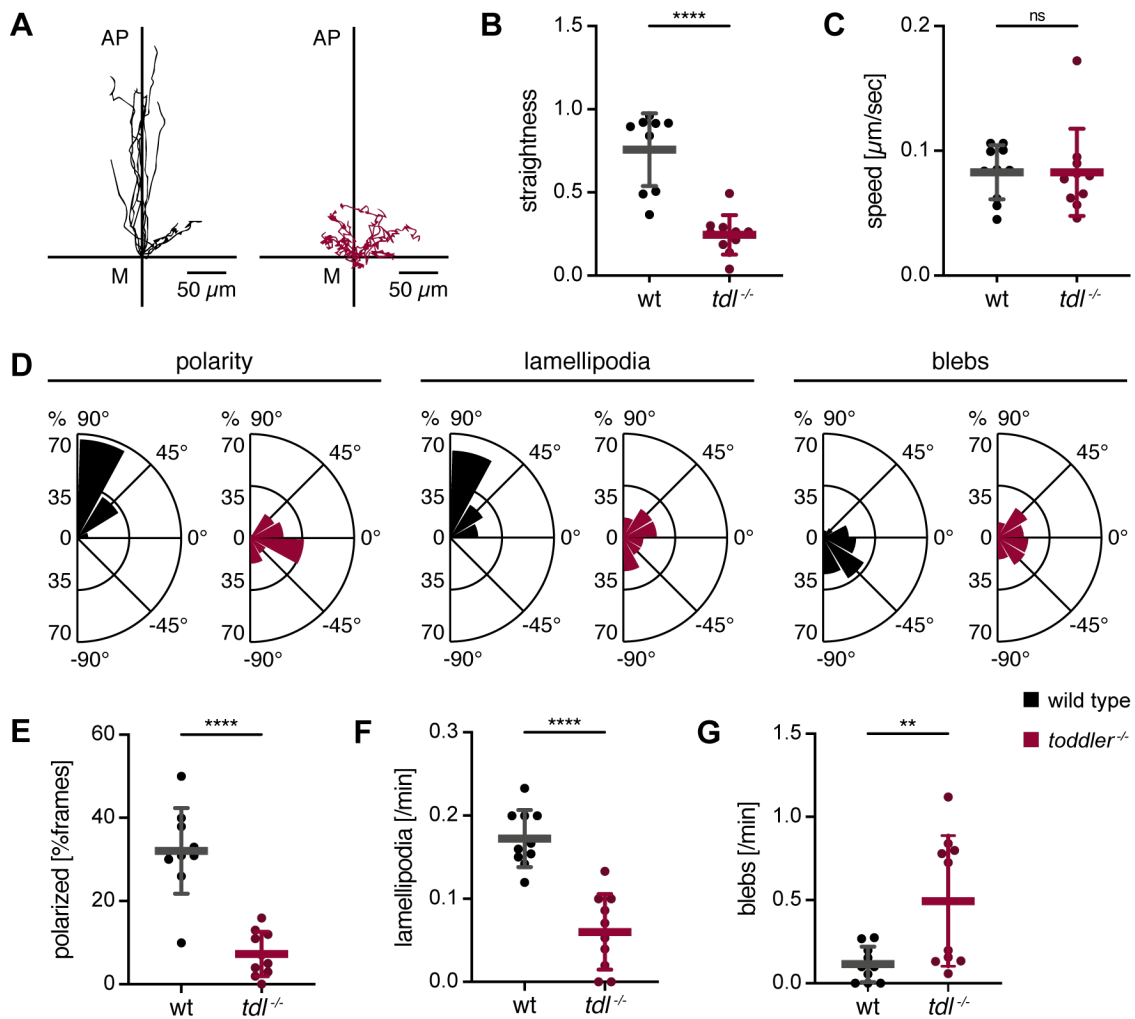 A
AP
M
50 µm
AP
M
50 µm
B
straightness
1.5
1.0
0.5
0.0
****
wt
tdl -/-
C
speed [µm/sec]
0.2
0.1
0.0
ns
wt
tdl -/-
D
polarity
lamellipodia
blebs
% 90°
70
45°
35
0
0°
35
-45°
70
-90°
% 90°
70
45°
35
0
0°
35
-45°
70
-90°
% 90°
70
45°
35
0
0°
35
-45°
70
-90°
% 90°
70
45°
35
0
0°
35
-45°
70
-90°
% 90°
70
45°
35
0
0°
35
-45°
70
-90°
% 90°
70
45°
35
0
0°
35
-45°
70
-90°
wild type
toddler -/-
E
polarized [%frames]
60
40
20
0
****
wt
tdl -/-
F
lamellipodia [/min]
0.3
0.2
0.1
0.0
****
wt
tdl -/-
G
blebs [/min]
1.5
1.0
0.5
0.0
**
wt
tdl -/-